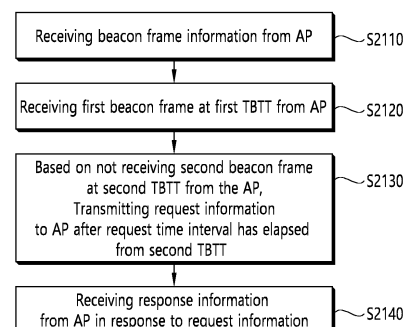 Receiving beacon frame information from AP
S2110
Receiving first beacon frame at first TBTT from AP
S2120
Based on not receiving second beacon frame
at second TBTT from the AP,
Transmitting request information
to AP after request time interval has elapsed
from second TBTT
S2130
Receiving response information
from AP in response to request information
S2140